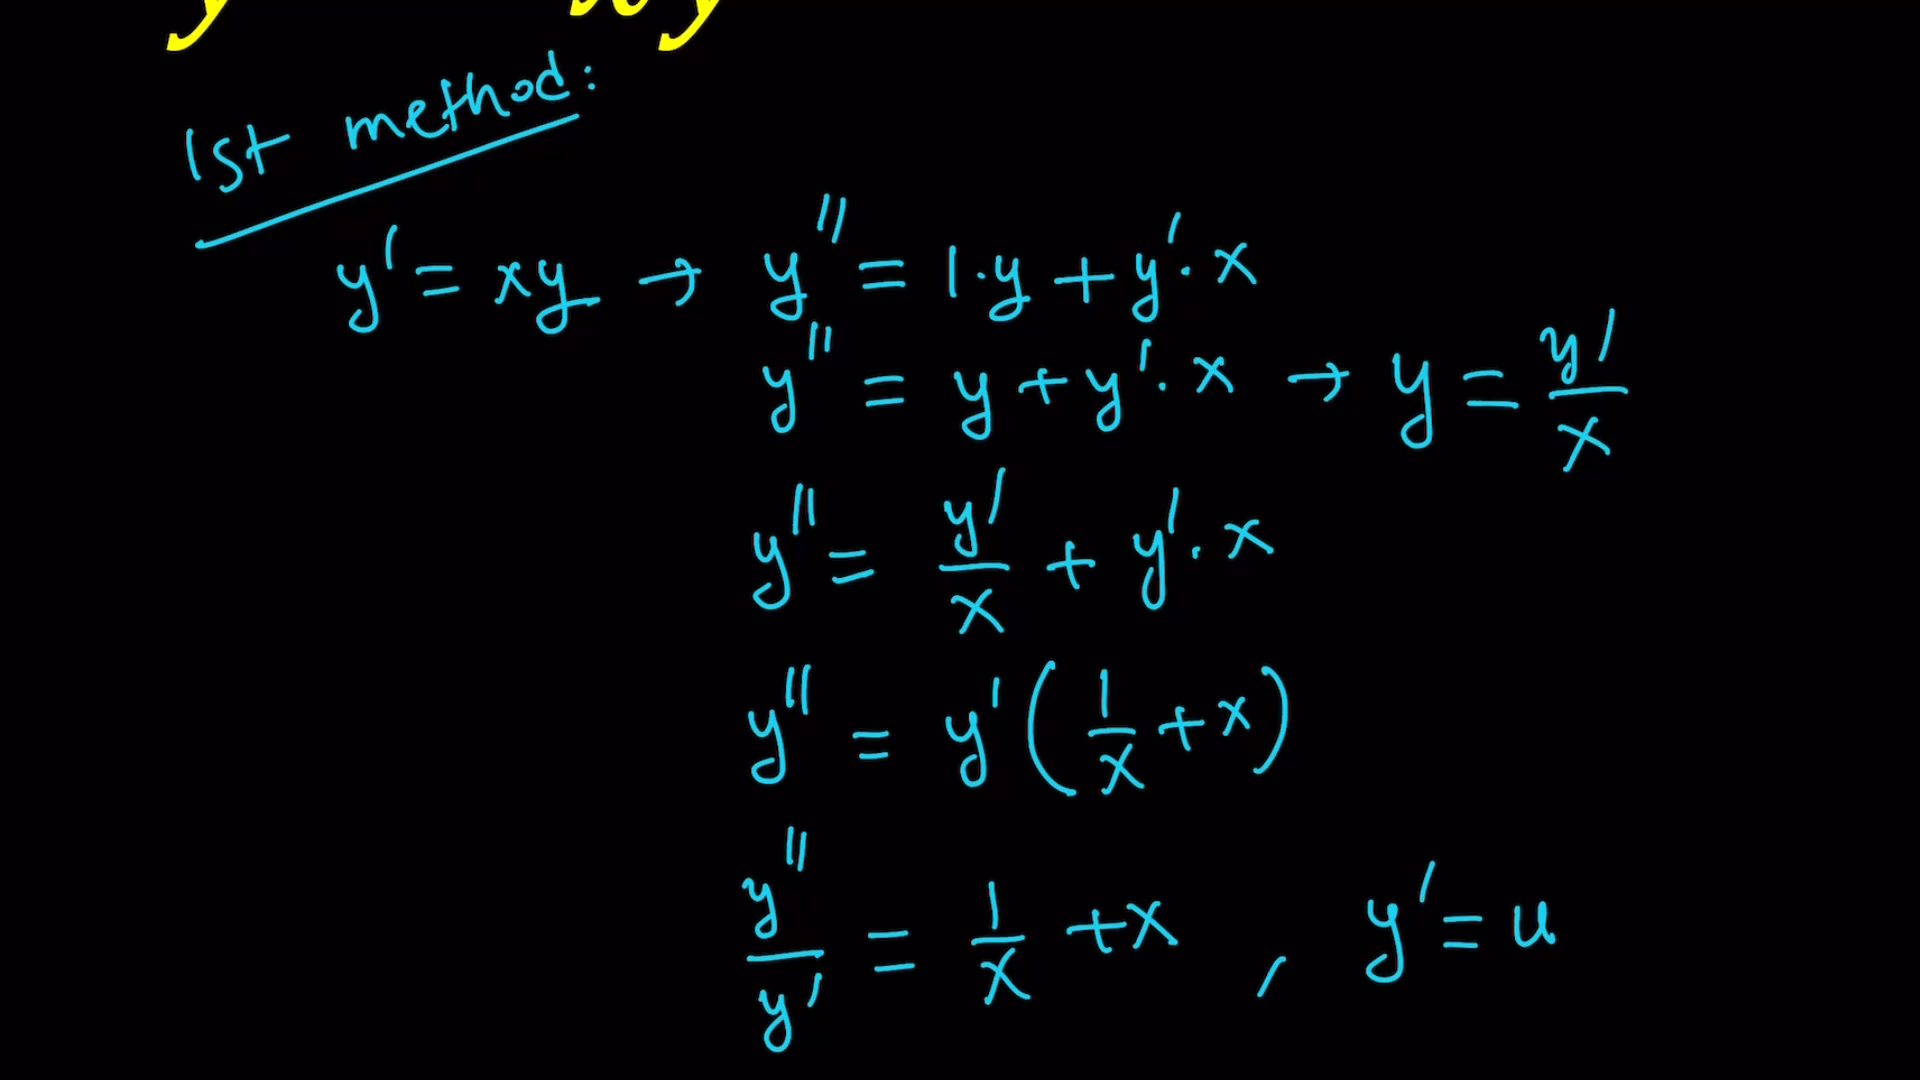 1st method:
y' = xy → y'' = 1·y + y'·x
y'' = y + y'·x → y = y'/x
y'' = y'/x + y'·x
y'' = y'(1/x + x)
y''/y' = 1/x + x , y' = u